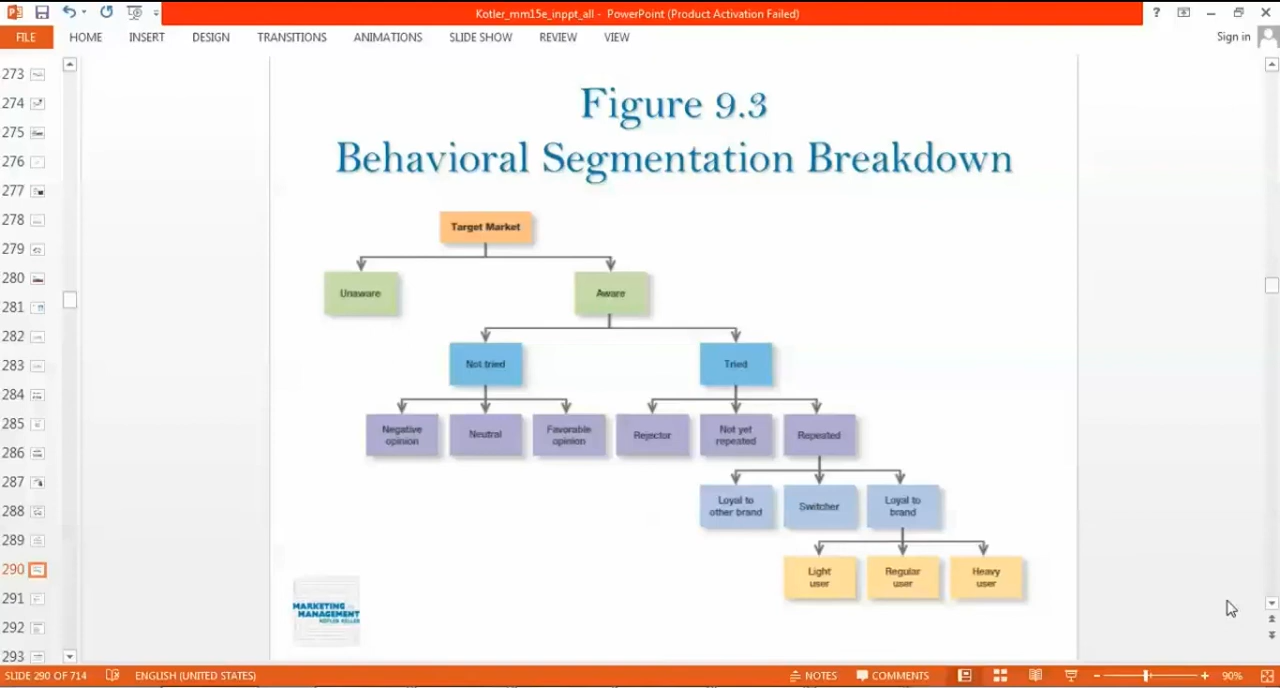 Kotler_mm15e_inppt_all - PowerPoint (Product Activation Failed)
?
FILE
HOME
INSERT
DESIGN
TRANSITIONS
ANIMATIONS
SLIDE SHOW
REVIEW
VIEW
Sign in
273
274
275
276
277
278
279
280
281
282
283
284
285
286
287
288
289
290
291
292
293
Figure 9.3
Behavioral Segmentation Breakdown
Target Market
Unaware
Aware
Not tried
Tried
Negative
opinion
Neutral
Favorable
opinion
Rejector
Not yet
repeated
Repeated
Loyal to
other brand
Switcher
Loyal to
brand
Light
user
Regular
user
Heavy
user
MARKETING
MANAGEMENT
KOTLER KELLER
SLIDE 290 OF 714
ENGLISH (UNITED STATES)
NOTES
COMMENTS
90%